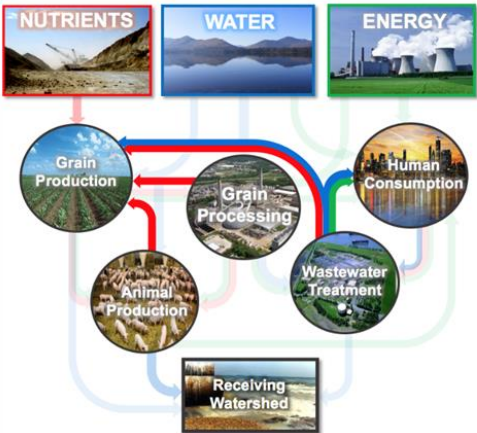 NUTRIENTS
WATER
ENERGY
Grain
Production
Grain
Processing
Human
Consumption
Animal
Production
Wastewater
Treatment
Receiving
Watershed